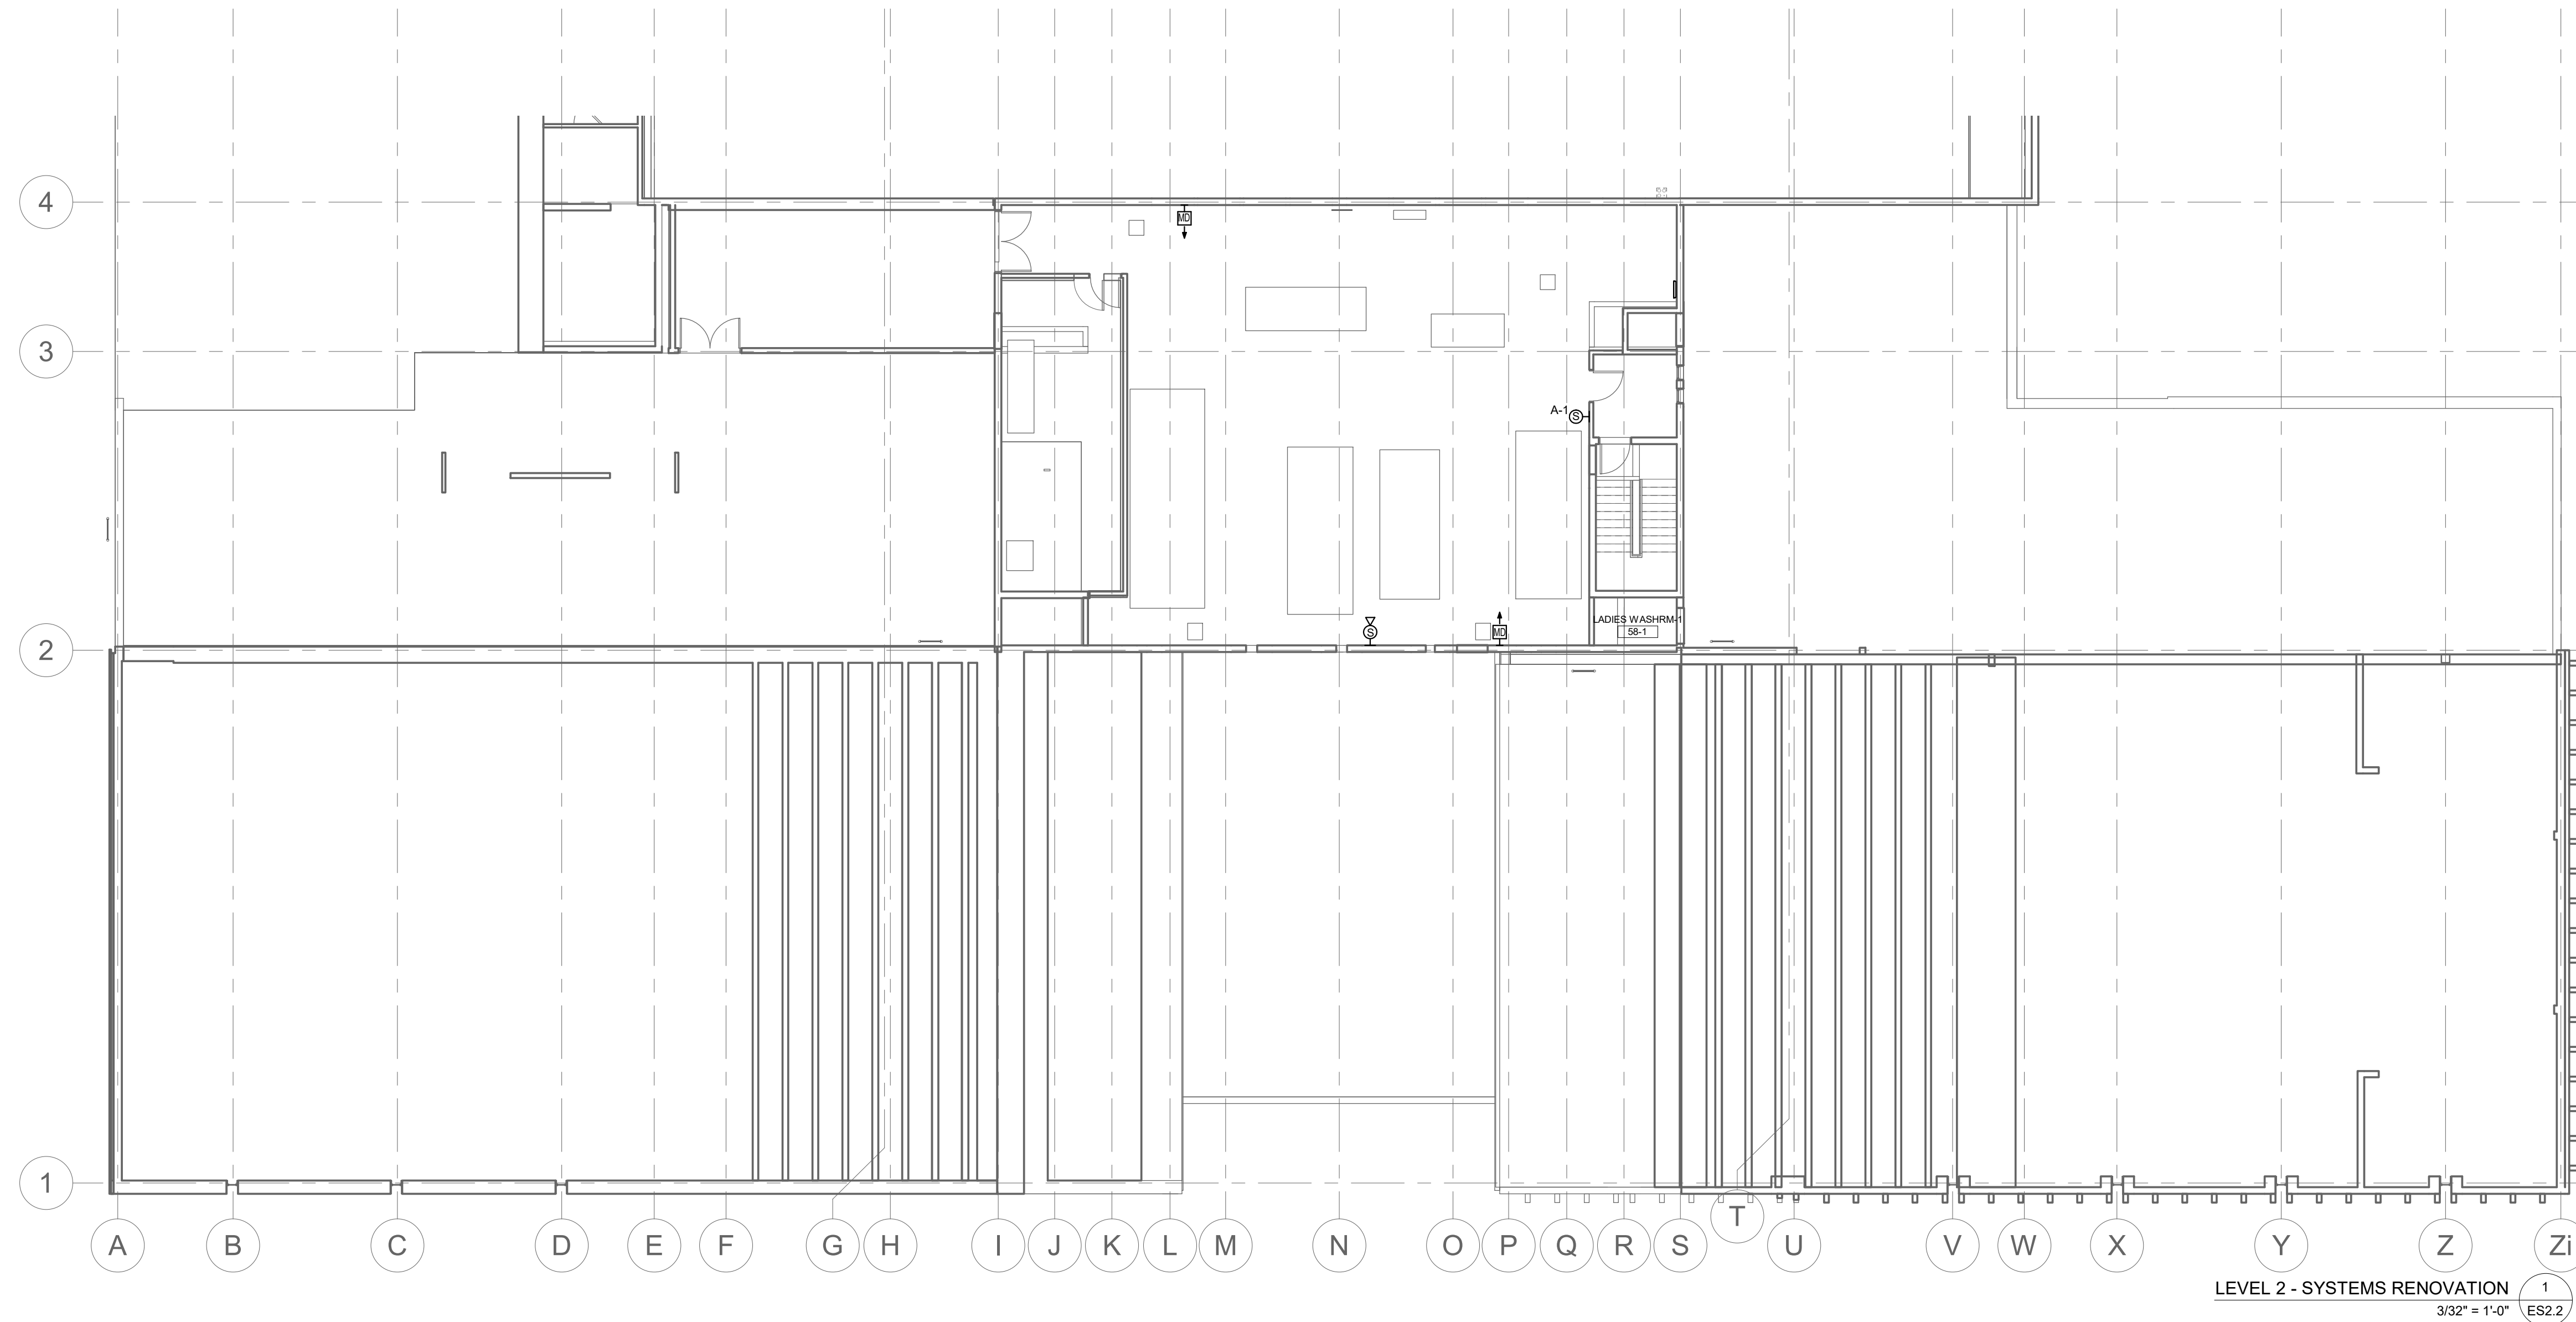 4
MD
3
A-1
S
LADIES WASHRM-1
58-1
S
MD
2
1
A
B
C
D
E
F
G
H
I
J
K
L
M
N
O
P
Q
R
S
T
U
V
W
X
Y
Z
Zi
LEVEL 2 - SYSTEMS RENOVATION
3/32" = 1'-0"
1
ES2.2